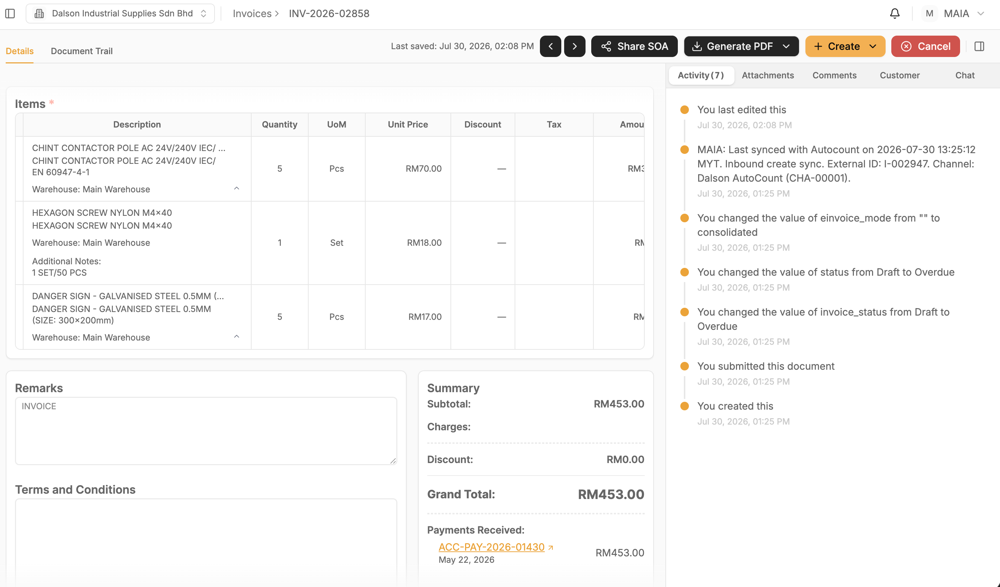 Dalson Industrial Supplies Sdn Bhd
Invoices > INV-2026-02858
M MAIA
Details
Document Trail
Last saved: Jul 30, 2026, 02:08 PM
Share SOA
Generate PDF
+ Create
Cancel
Items *
Description Quantity UoM Unit Price Discount Tax Amou
CHINT CONTACTOR POLE AC 24V/240V IEC/ ...
CHINT CONTACTOR POLE AC 24V/240V IEC/
EN 60947-4-1
Warehouse: Main Warehouse
5 Pcs RM70.00 — RM3
HEXAGON SCREW NYLON M4×40
HEXAGON SCREW NYLON M4×40
Warehouse: Main Warehouse
Additional Notes:
1 SET/50 PCS
1 Set RM18.00 — RM
DANGER SIGN - GALVANISED STEEL 0.5MM (...
DANGER SIGN - GALVANISED STEEL 0.5MM
(SIZE: 300×200mm)
Warehouse: Main Warehouse
5 Pcs RM17.00 — RM
Remarks
INVOICE
Terms and Conditions
Summary
Subtotal: RM453.00
Charges:
Discount: RM0.00
Grand Total: RM453.00
Payments Received:
ACC-PAY-2026-01430
May 22, 2026
RM453.00
Activity (7) Attachments Comments Customer Chat
You last edited this
Jul 30, 2026, 02:08 PM
MAIA: Last synced with Autocount on 2026-07-30 13:25:12
MYT. Inbound create sync. External ID: I-002947. Channel:
Dalson AutoCount (CHA-00001).
Jul 30, 2026, 01:25 PM
You changed the value of einvoice_mode from "" to
consolidated
Jul 30, 2026, 01:25 PM
You changed the value of status from Draft to Overdue
Jul 30, 2026, 01:25 PM
You changed the value of invoice_status from Draft to
Overdue
Jul 30, 2026, 01:25 PM
You submitted this document
Jul 30, 2026, 01:25 PM
You created this
Jul 30, 2026, 01:25 PM